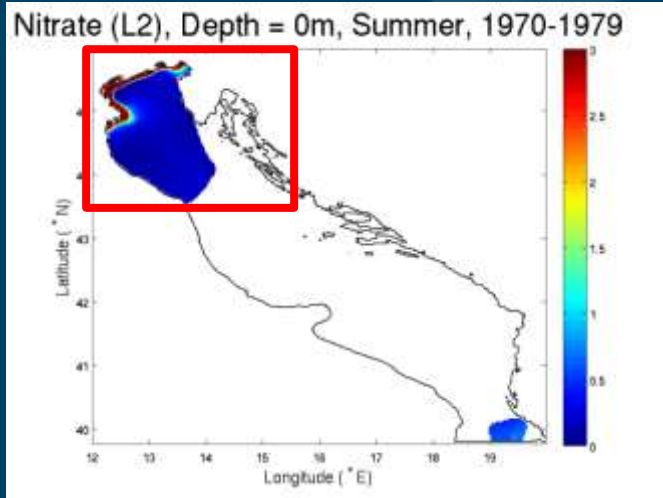 Nitrate (L2), Depth = 0m, Summer, 1970-1979
3
2.5
2
1.5
1
0.5
0
Latitude (°N)
43
42
41
40
12 13 14 15 16 17 18 19
Longitude (°E)